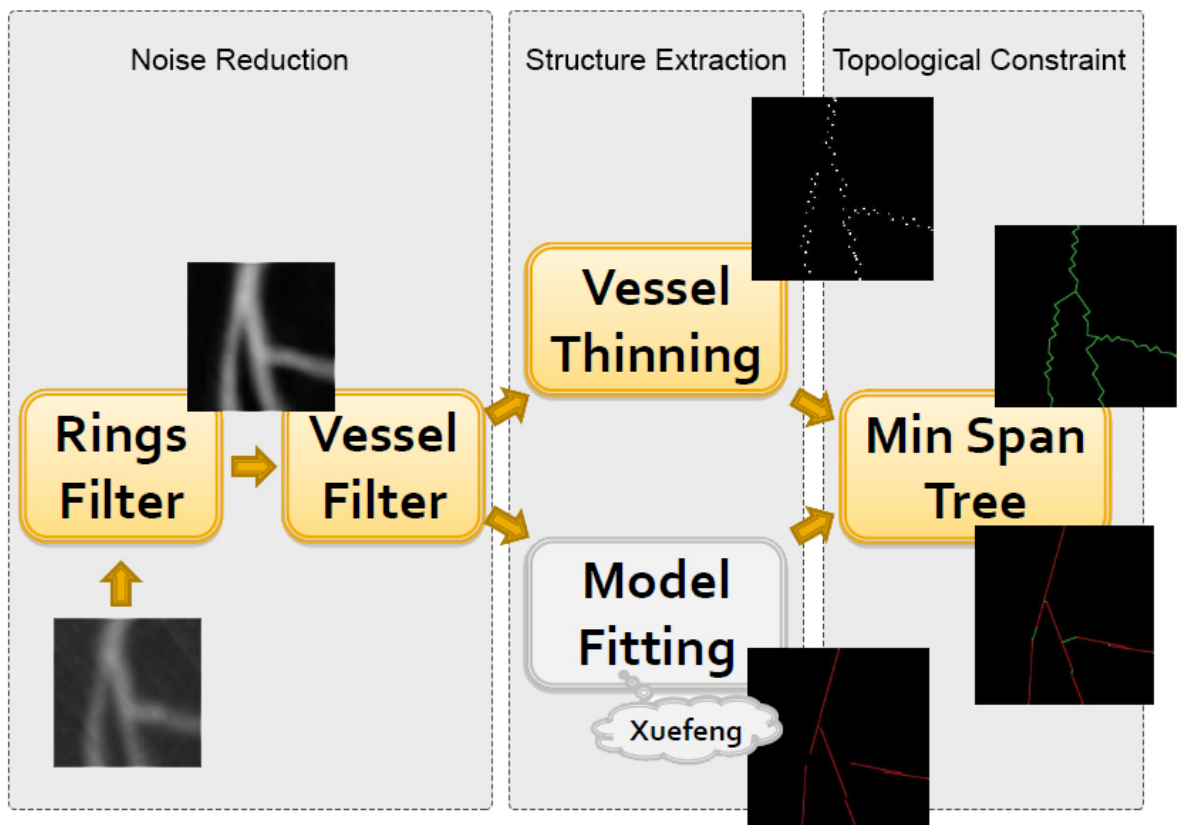 Noise Reduction
Structure Extraction
Topological Constraint
Vessel
Thinning
Rings
Filter
Vessel
Filter
Min Span
Tree
Model
Fitting
Xuefeng